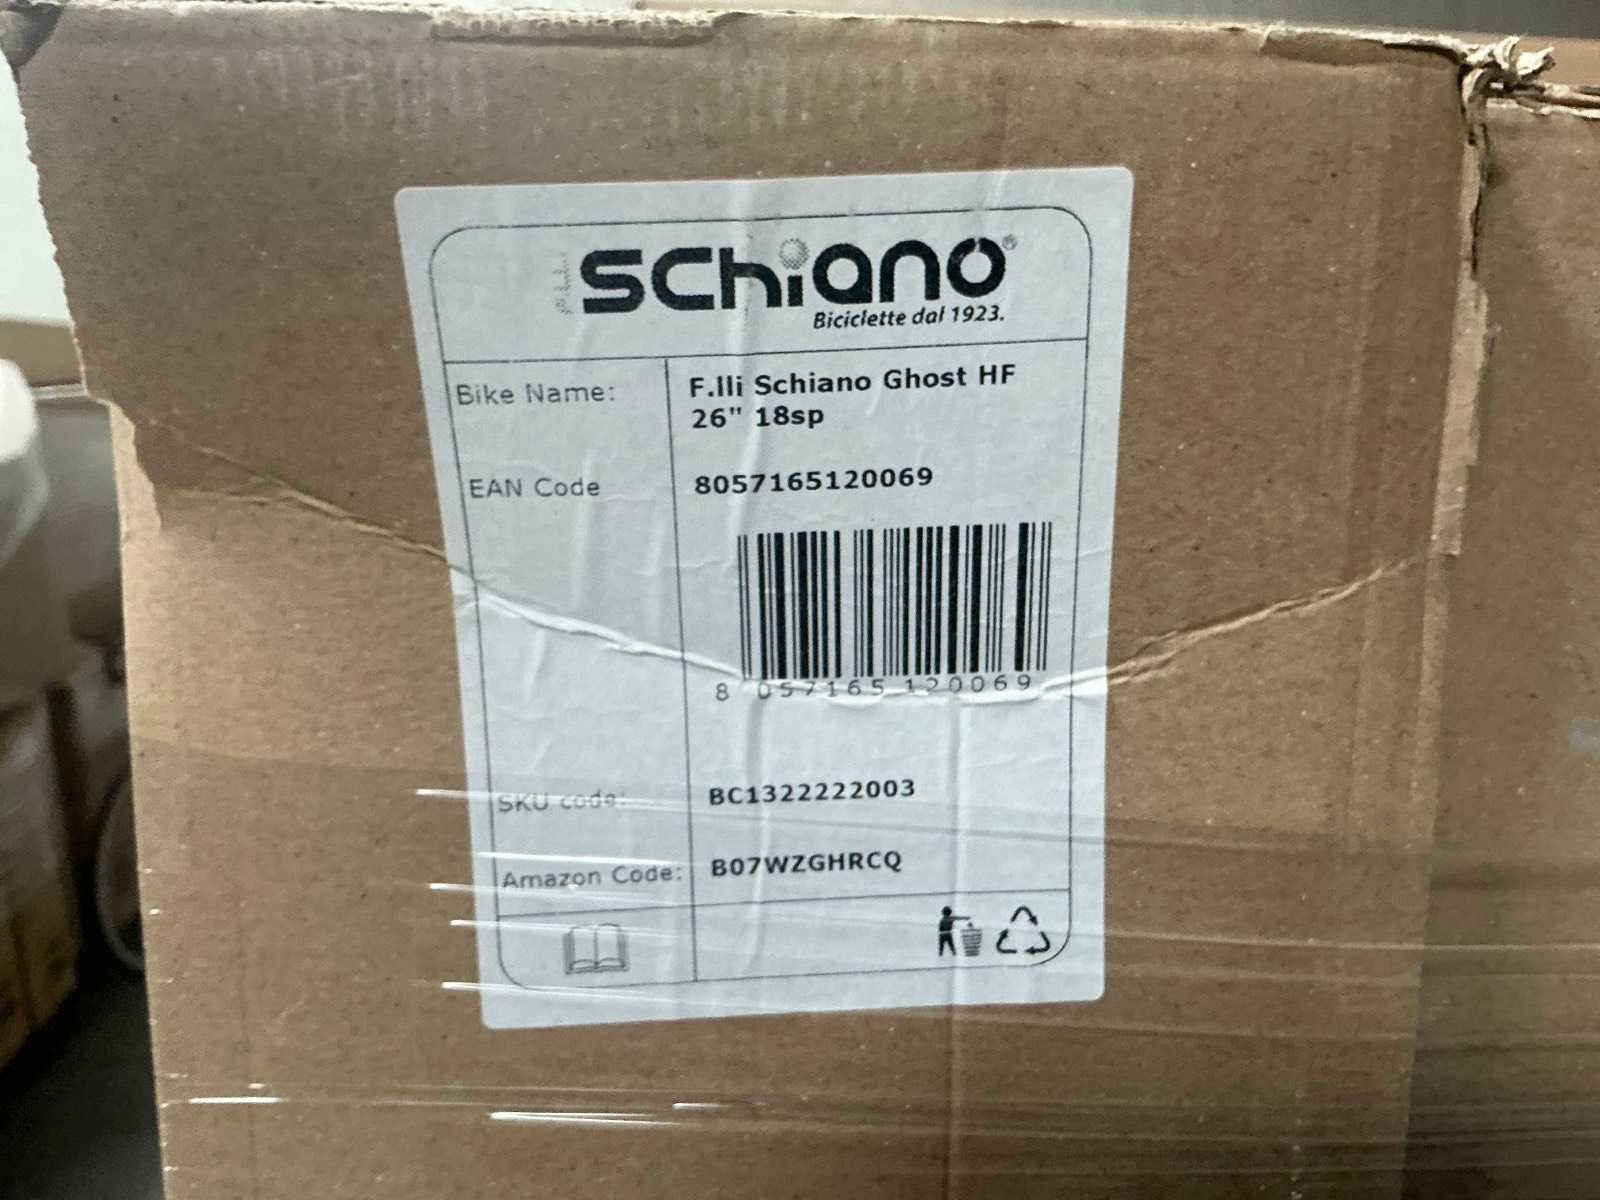 F.lli
SCHiANO®
Biciclette dal 1923.
Bike Name:
F.lli Schiano Ghost HF
26" 18sp
EAN Code
8057165120069
8 057165 120069
SKU code:
BC1322222003
Amazon Code:
B07WZGHRCQ